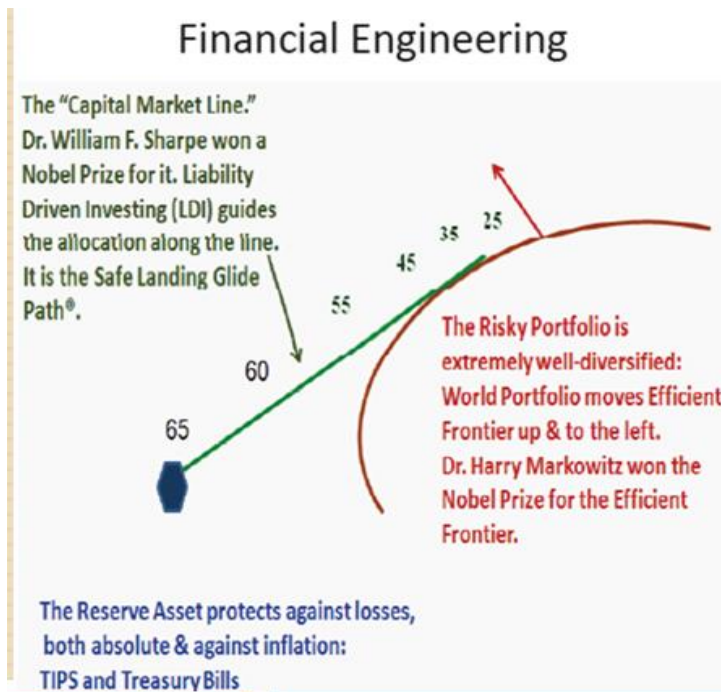 Financial Engineering
The “Capital Market Line.”
Dr. William F. Sharpe won a
Nobel Prize for it. Liability
Driven Investing (LDI) guides
the allocation along the line.
It is the Safe Landing Glide
Path®.
25
35
45
55
60
65
The Risky Portfolio is
extremely well-diversified:
World Portfolio moves Efficient
Frontier up & to the left.
Dr. Harry Markowitz won the
Nobel Prize for the Efficient
Frontier.
The Reserve Asset protects against losses,
both absolute & against inflation:
TIPS and Treasury Bills